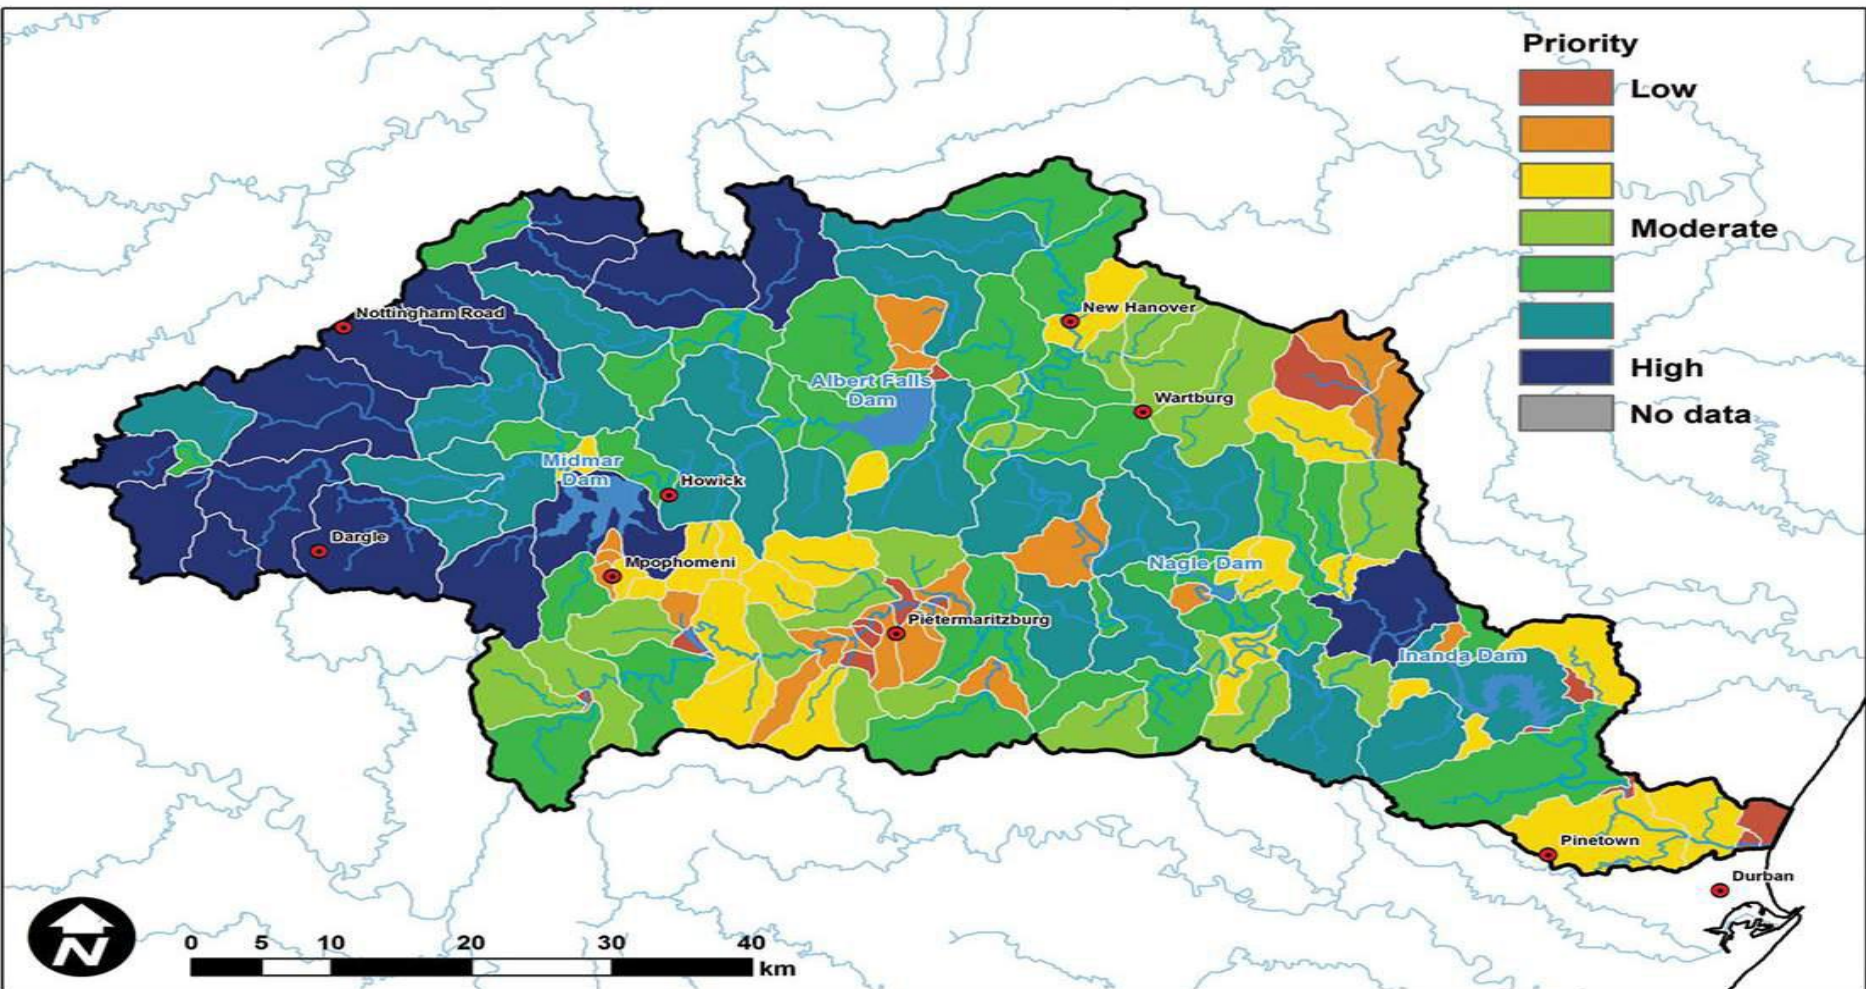 Priority
Low
Moderate
High
No data
Nottingham Road
New Hanover
Albert Falls
Dam
Wartburg
Midmar
Dam
Howick
Dargle
Mpophomeni
Nagle Dam
Pietermaritzburg
Inanda Dam
Pinetown
Durban
N
0 5 10 20 30 40
km